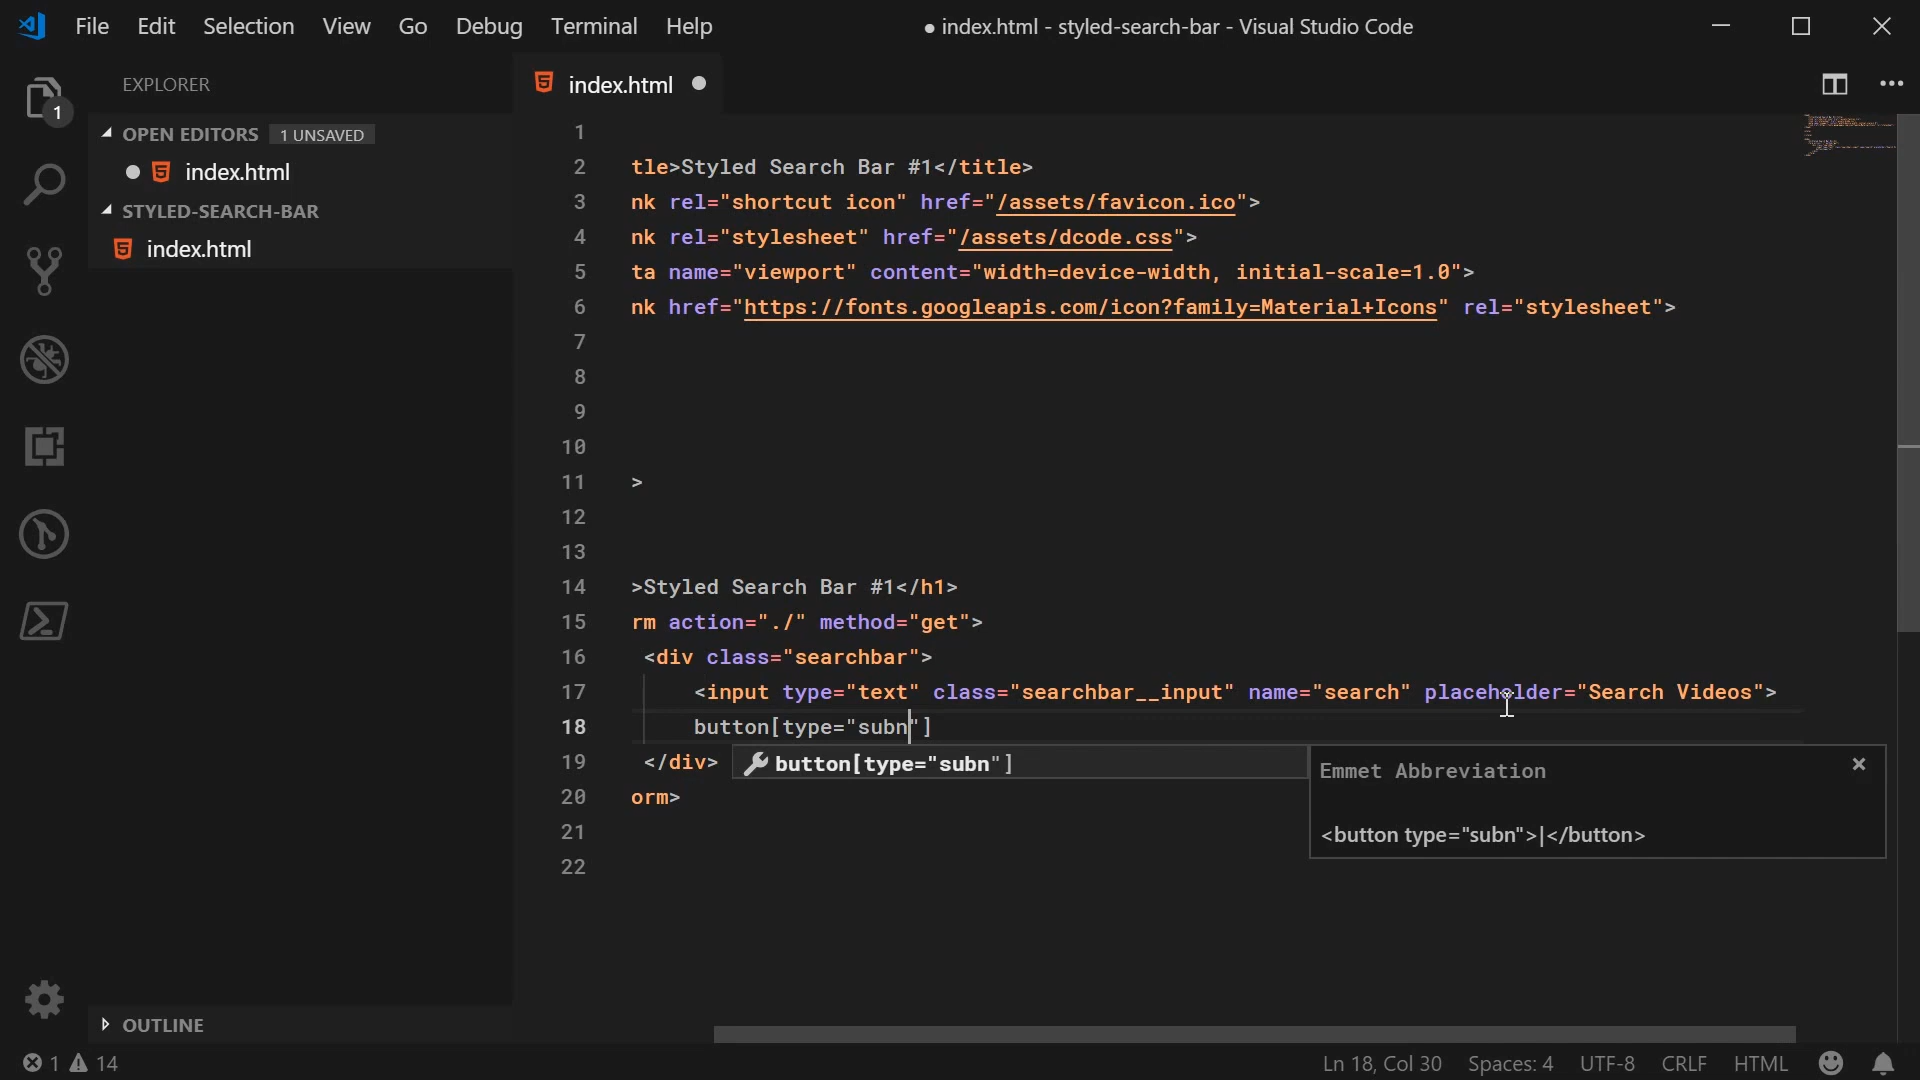 File Edit Selection View Go Debug Terminal Help ● index.html - styled-search-bar - Visual Studio Code
EXPLORER
index.html
1
OPEN EDITORS 1 UNSAVED
index.html
STYLED-SEARCH-BAR
index.html
1
2 tle>Styled Search Bar #1</title>
3 nk rel="shortcut icon" href="/assets/favicon.ico">
4 nk rel="stylesheet" href="/assets/dcode.css">
5 ta name="viewport" content="width=device-width, initial-scale=1.0">
6 nk href="https://fonts.googleapis.com/icon?family=Material+Icons" rel="stylesheet">
7
8
9
10
11 >
12
13
14 >Styled Search Bar #1</h1>
15 rm action="./" method="get">
16 <div class="searchbar">
17 <input type="text" class="searchbar__input" name="search" placeholder="Search Videos">
18 button[type="subn"]
19 </div>
button[type="subn"]
Emmet Abbreviation
<button type="subn">|</button>
20 orm>
21
22
OUTLINE
1 14
Ln 18, Col 30 Spaces: 4 UTF-8 CRLF HTML